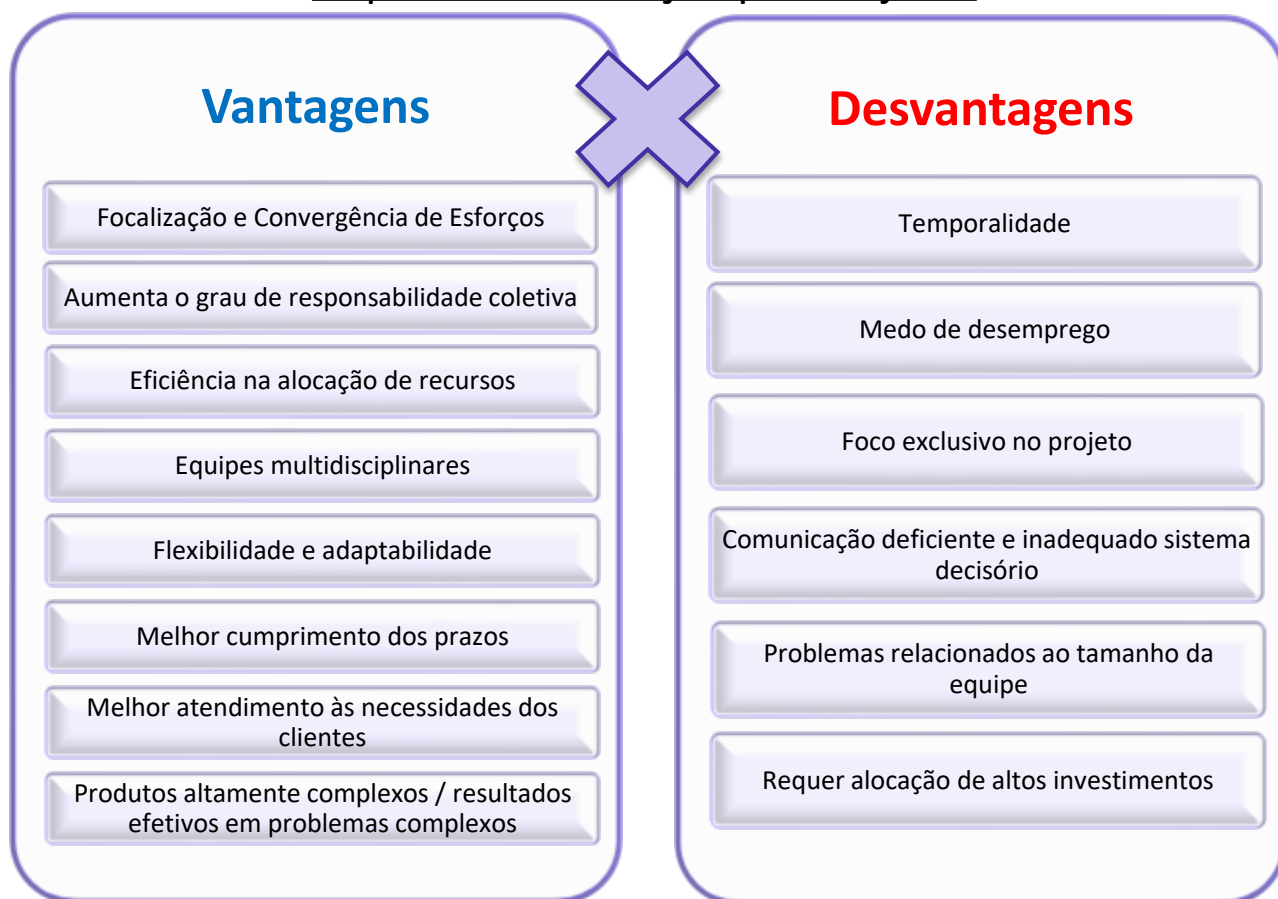 Vantagens
Focalização e Convergência de Esforços
Aumenta o grau de responsabilidade coletiva
Eficiência na alocação de recursos
Equipes multidisciplinares
Flexibilidade e adaptabilidade
Melhor cumprimento dos prazos
Melhor atendimento às necessidades dos
clientes
Produtos altamente complexos / resultados
efetivos em problemas complexos
Desvantagens
Temporalidade
Medo de desemprego
Foco exclusivo no projeto
Comunicação deficiente e inadequado sistema
decisório
Problemas relacionados ao tamanho da
equipe
Requer alocação de altos investimentos